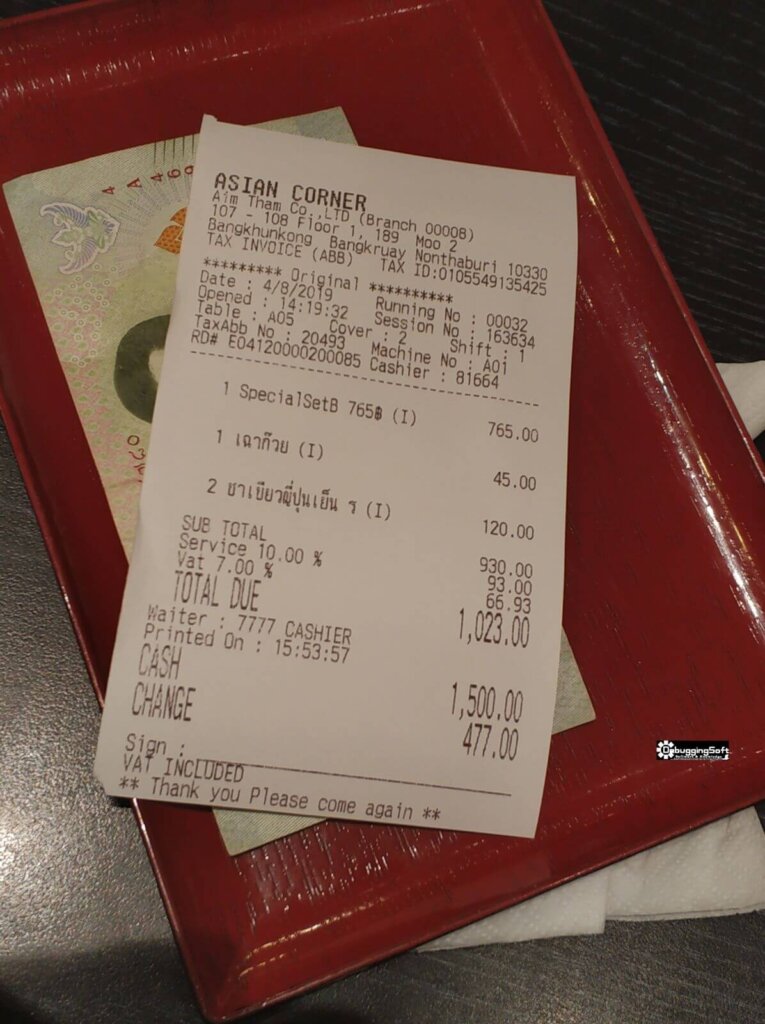 ASIAN CORNER
Aim Tham Co.,LTD (Branch 00008)
107 - 108 Floor 1, 189 Moo 2
Bangkhunkong Bangkruay Nonthaburi 10330
TAX INVOICE (ABB) TAX ID:0105549135425
********* Original **********
Date : 4/8/2019 Running No : 00032
Opened : 14:19:32 Session No : 163634
Table : A05 Cover : 2 Shift : 1
TaxAbb No : 20493 Machine No : A01
RD# E04120000200085 Cashier : 81664
1 SpecialSetB 765฿ (I) 765.00
1 เฉาก๊วย (I) 45.00
2 ชาเขียวญี่ปุ่นเย็น ร (I) 120.00
SUB TOTAL 930.00
Service 10.00 % 93.00
Vat 7.00 % 66.93
TOTAL DUE 1,023.00
Waiter : 7777 CASHIER
Printed On : 15:53:57
CASH 1,500.00
CHANGE 477.00
Sign :
VAT INCLUDED
** Thank you Please come again **
4 A 469
DebuggingSoft